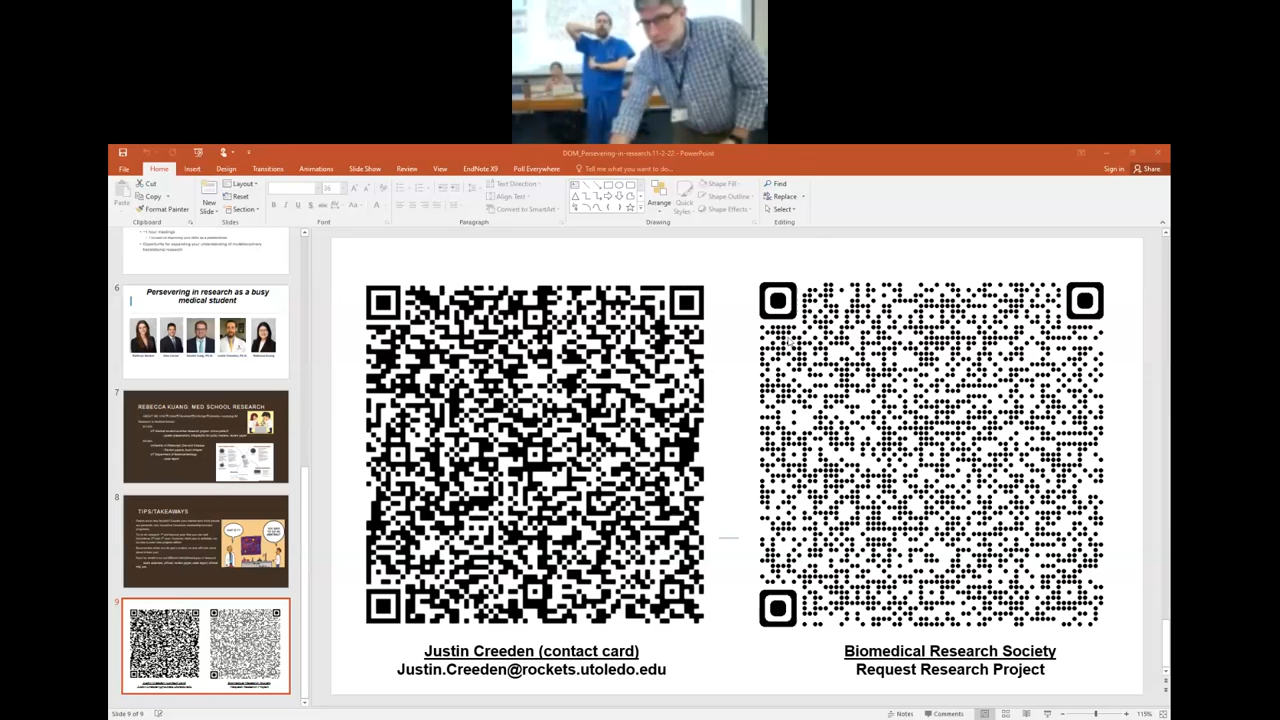 DOM_Persevering-in-research.11-2-22. - PowerPoint
File Home Insert Design Transitions Animations Slide Show Review View EndNote X9 Poll Everywhere Tell me what you want to do... Sign in Share
Paste
Cut
Copy
Format Painter
Clipboard
New
Slide
Layout
Reset
Section
Slides
Font
Text Direction
Align Text
Convert to SmartArt
Paragraph
Arrange
Quick
Styles
Shape Fill
Shape Outline
Shape Effects
Drawing
Find
Replace
Select
Editing
6
Persevering in research as a busy
medical student
7
REBECCA KUANG: MED SCHOOL RESEARCH
8
TIPS/TAKEAWAYS
9
Justin Creeden (contact card)
Justin.Creeden@rockets.utoledo.edu
Biomedical Research Society
Request Research Project
Slide 9 of 9
Notes
Comments
115%